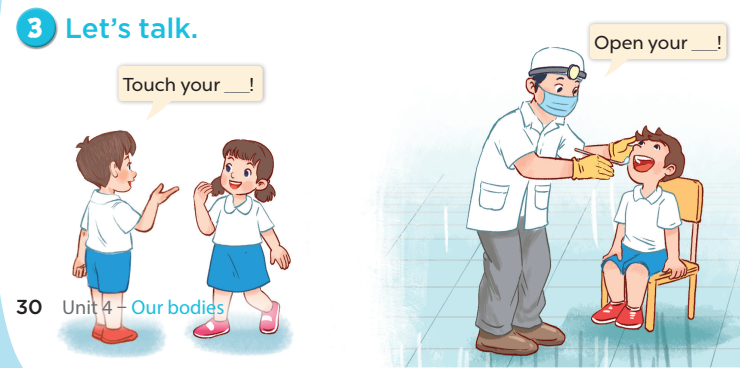 3 Let's talk.
Touch your ___!
Open your ___!
30 Unit 4 – Our bodies